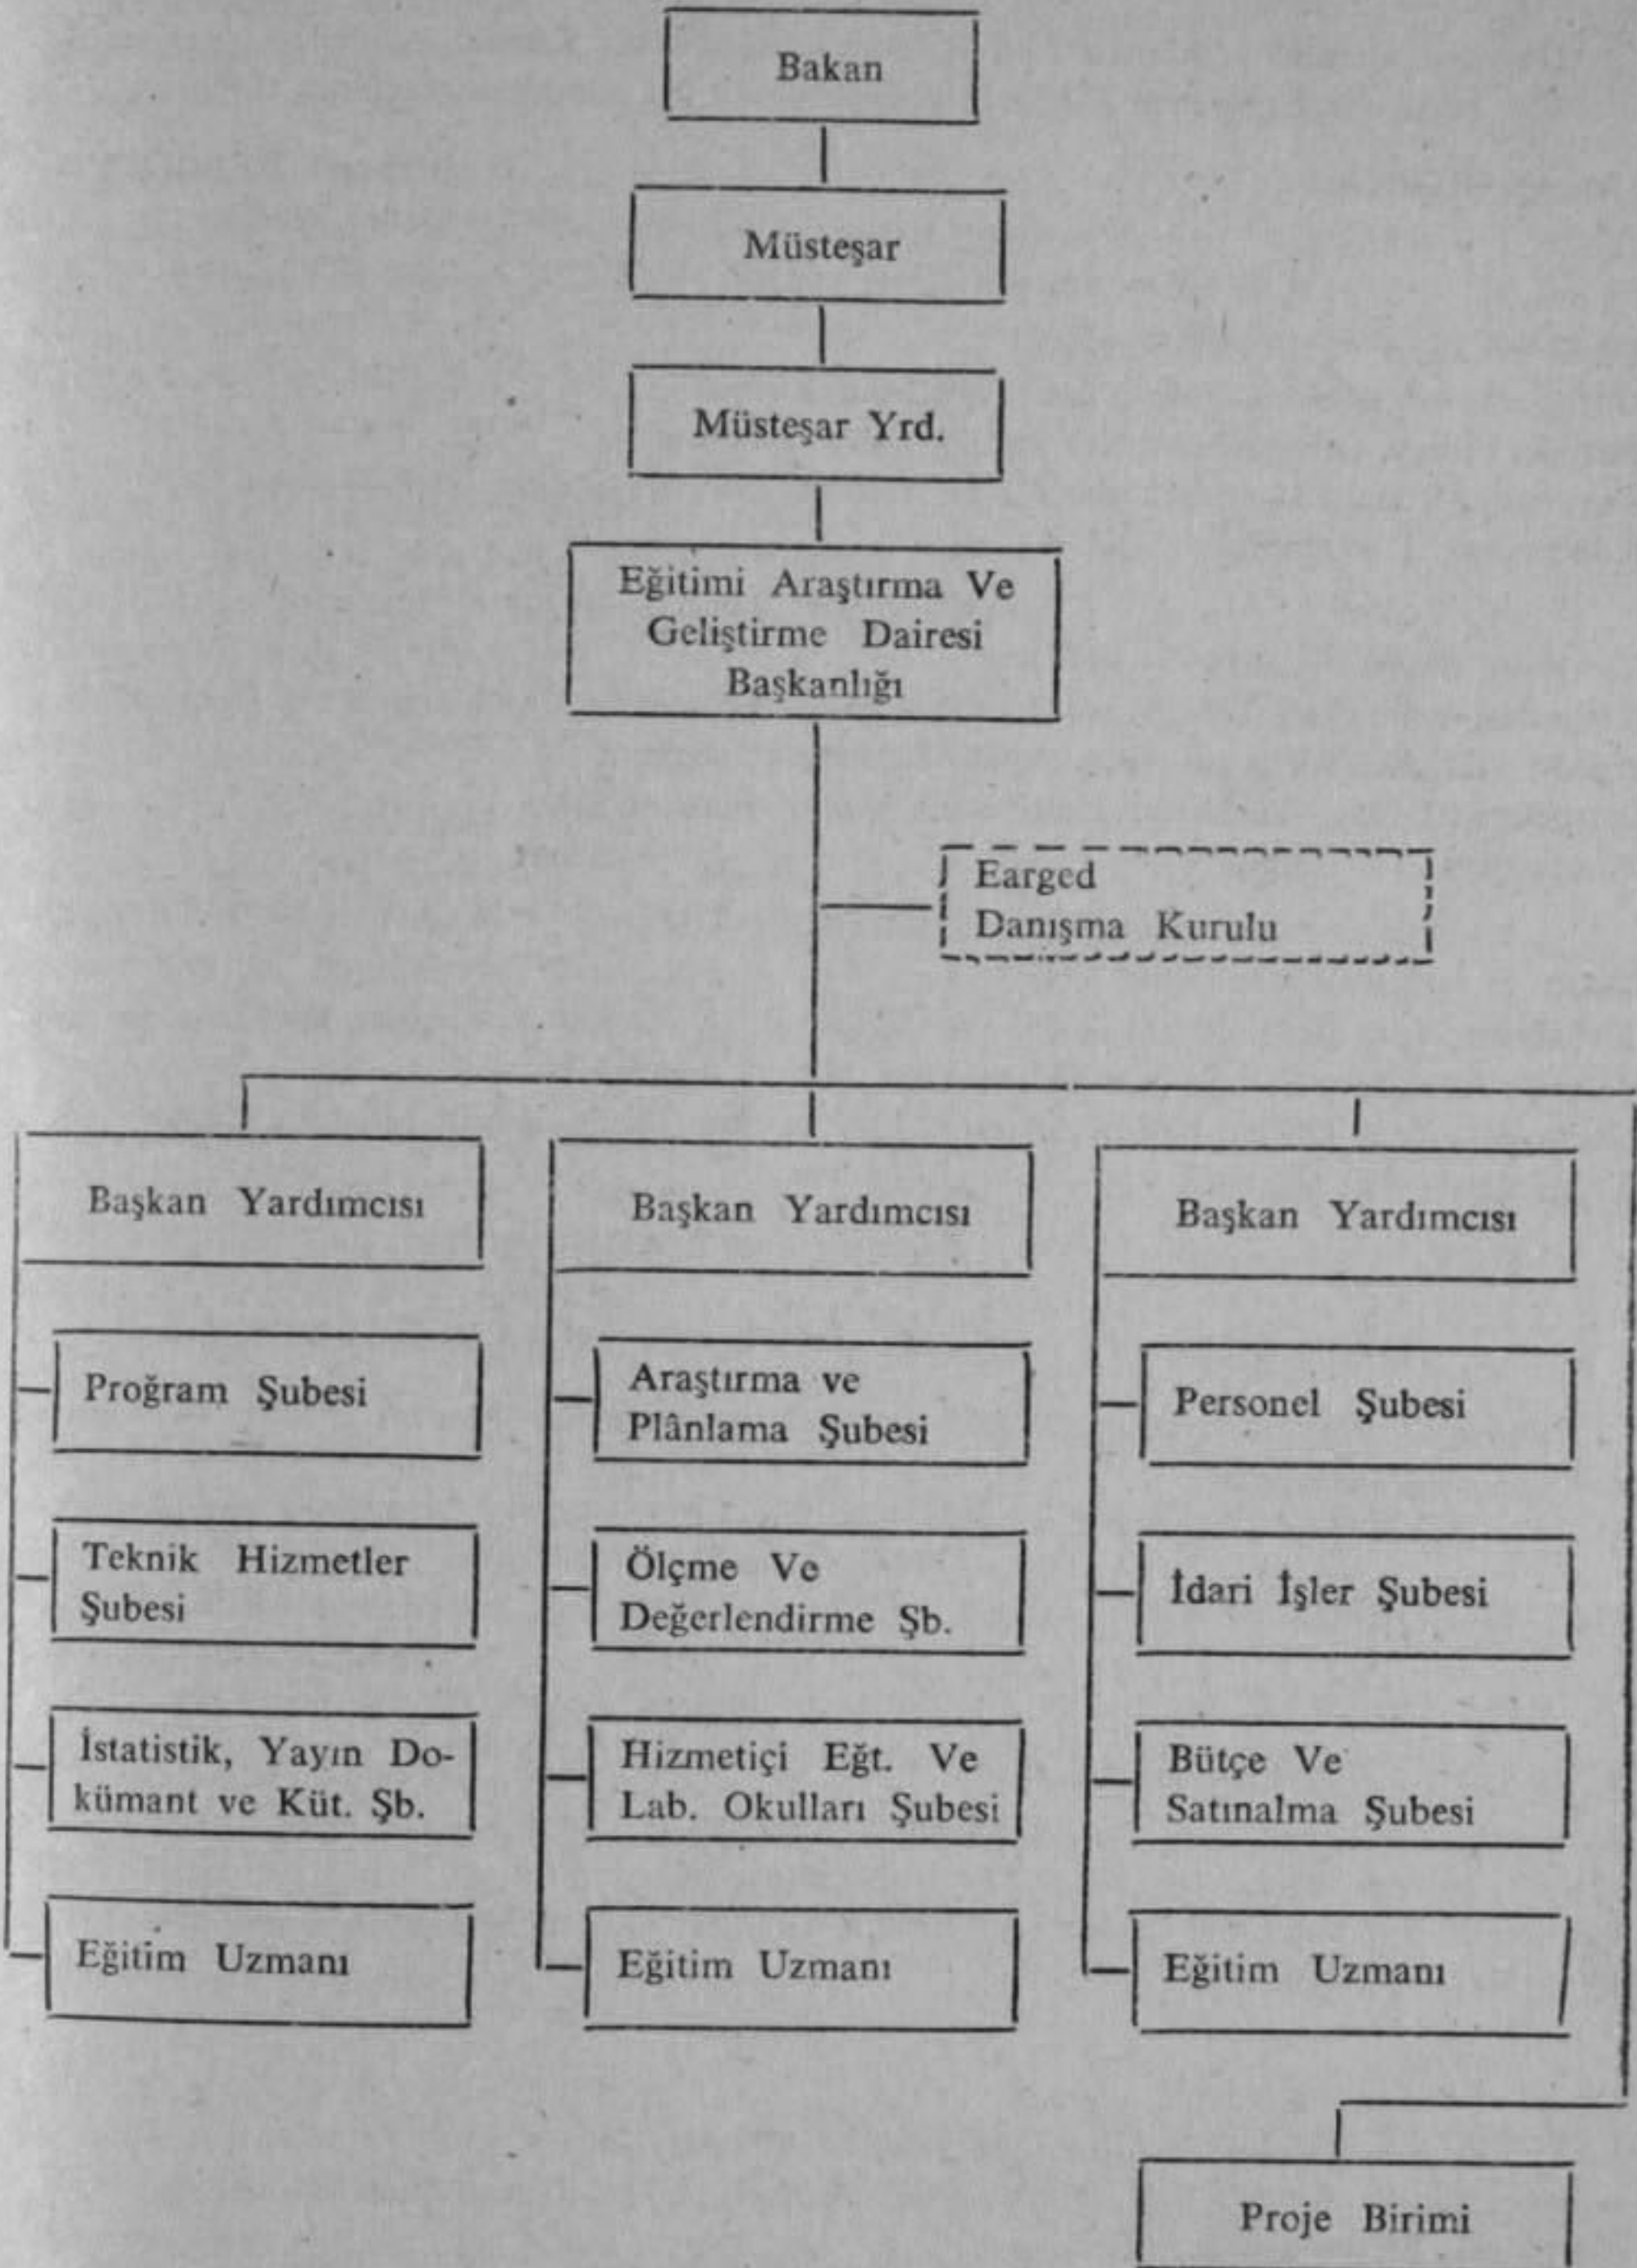 Bakan
Müsteşar
Müsteşar Yrd.
Eğitimi Araştırma Ve
Geliştirme Dairesi
Başkanlığı
Earged
Danışma Kurulu
Başkan Yardımcısı
Proğram Şubesi
Teknik Hizmetler
Şubesi
İstatistik, Yayın Do-
kümant ve Küt. Şb.
Eğitim Uzmanı
Başkan Yardımcısı
Araştırma ve
Plânlama Şubesi
Ölçme Ve
Değerlendirme Şb.
Hizmetiçi Eğt. Ve
Lab. Okulları Şubesi
Eğitim Uzmanı
Başkan Yardımcısı
Personel Şubesi
İdari İşler Şubesi
Bütçe Ve
Satınalma Şubesi
Eğitim Uzmanı
Proje Birimi